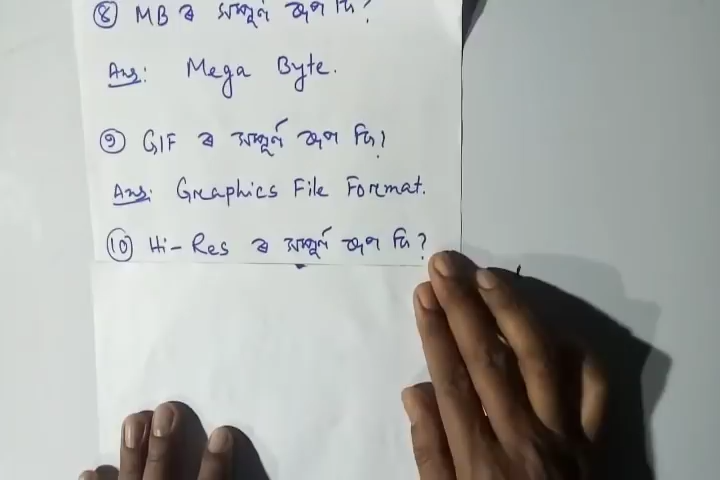 ⑧ MB ৰ সম্পূৰ্ণ ৰূপ কি?
Ans: Mega Byte.
⑨ GIF ৰ সম্পূৰ্ণ ৰূপ কি?
Ans: Graphics File Format.
⑩ Hi-Res ৰ সম্পূৰ্ণ ৰূপ কি?